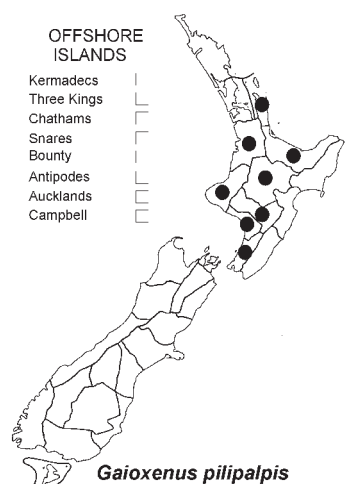 OFFSHORE
ISLANDS
Kermadecs
Three Kings
Chathams
Snares
Bounty
Antipodes
Aucklands
Campbell
Gaioxenus pilipalpis